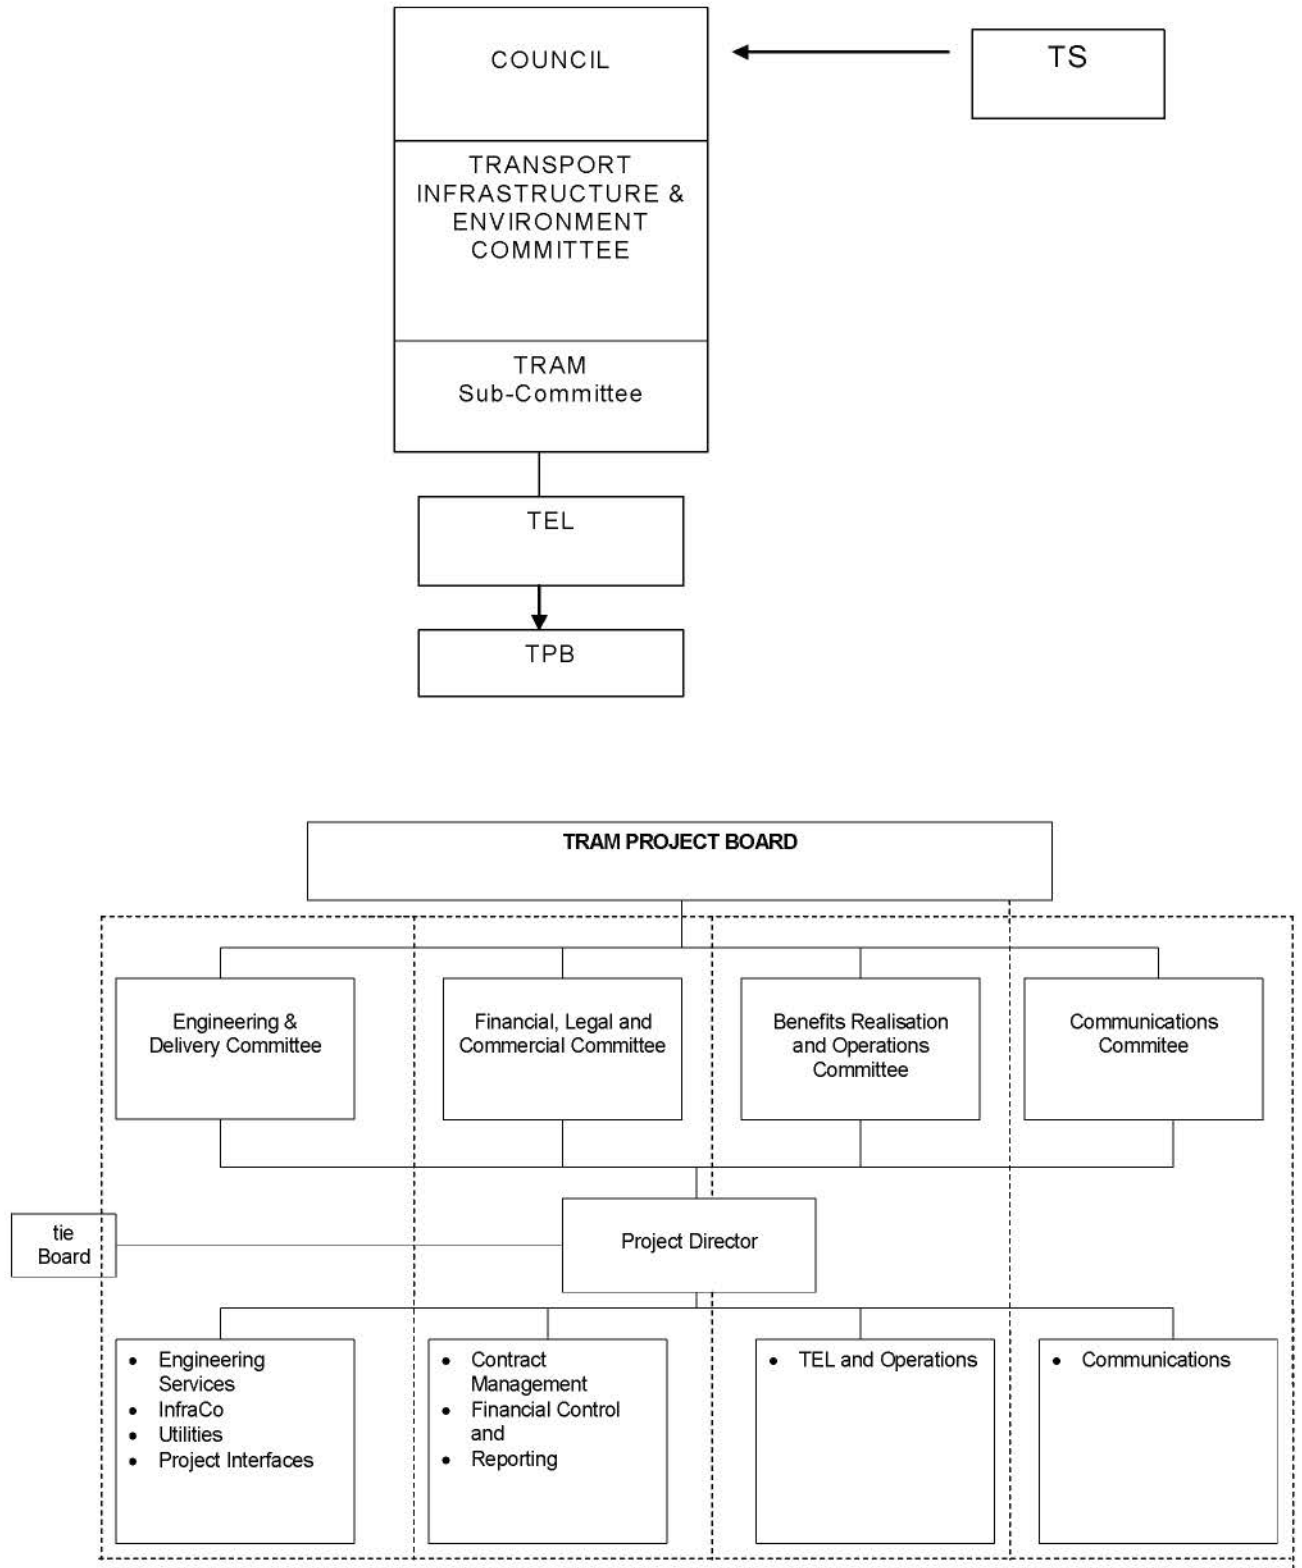 COUNCIL
TS
TRANSPORT
INFRASTRUCTURE &
ENVIRONMENT
COMMITTEE
TRAM
Sub-Committee
TEL
TPB
TRAM PROJECT BOARD
Engineering &
Delivery Committee
Financial, Legal and
Commercial Committee
Benefits Realisation
and Operations
Committee
Communications
Commitee
tie
Board
Project Director
• Engineering
Services
• InfraCo
• Utilities
• Project Interfaces
• Contract
Management
• Financial Control
and
• Reporting
• TEL and Operations
• Communications